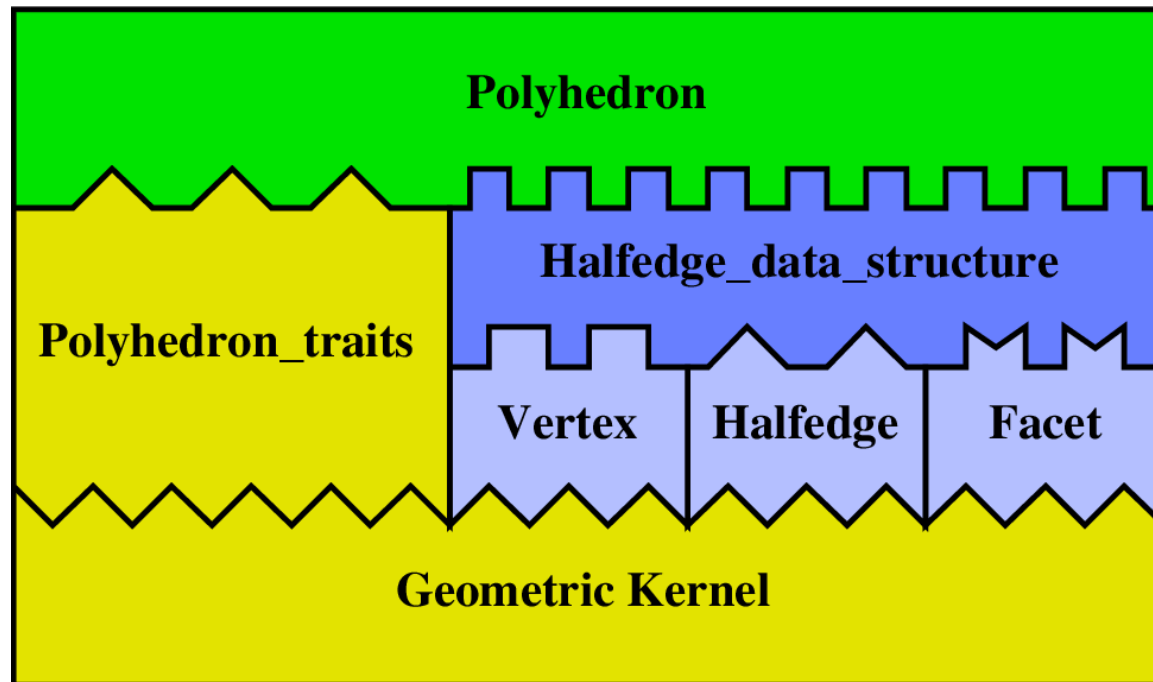 Polyhedron
Halfedge_data_structure
Polyhedron_traits
Vertex
Halfedge
Facet
Geometric Kernel